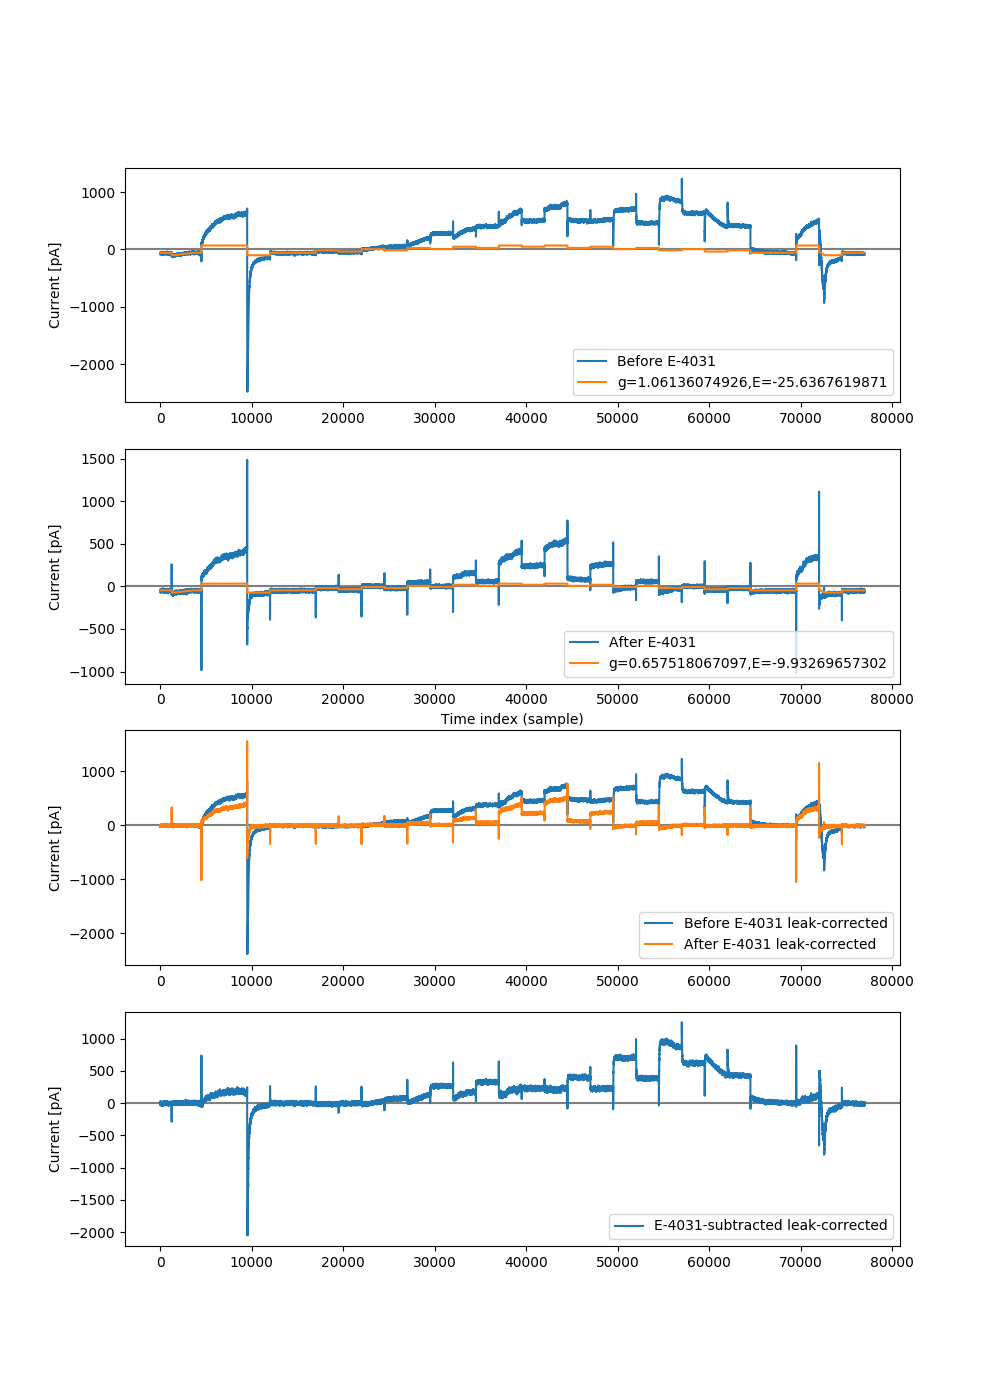 1000
0
−1000
−2000
Current [pA]
Before E-4031
g=1.06136074926,E=-25.6367619871
0 10000 20000 30000 40000 50000 60000 70000 80000
1500
1000
500
0
−500
−1000
Current [pA]
After E-4031
g=0.657518067097,E=-9.93269657302
0 10000 20000 30000 40000 50000 60000 70000 80000
Time index (sample)
1000
0
−1000
−2000
Current [pA]
Before E-4031 leak-corrected
After E-4031 leak-corrected
0 10000 20000 30000 40000 50000 60000 70000 80000
1000
500
0
−500
−1000
−1500
−2000
Current [pA]
E-4031-subtracted leak-corrected
0 10000 20000 30000 40000 50000 60000 70000 80000